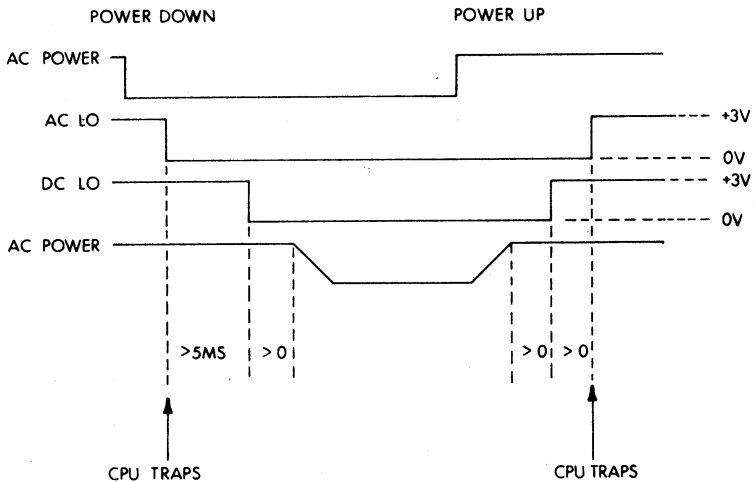 POWER DOWN POWER UP
AC POWER
AC LO +3V
0V
DC LO +3V
0V
AC POWER
>5MS >0 >0 >0
CPU TRAPS CPU TRAPS